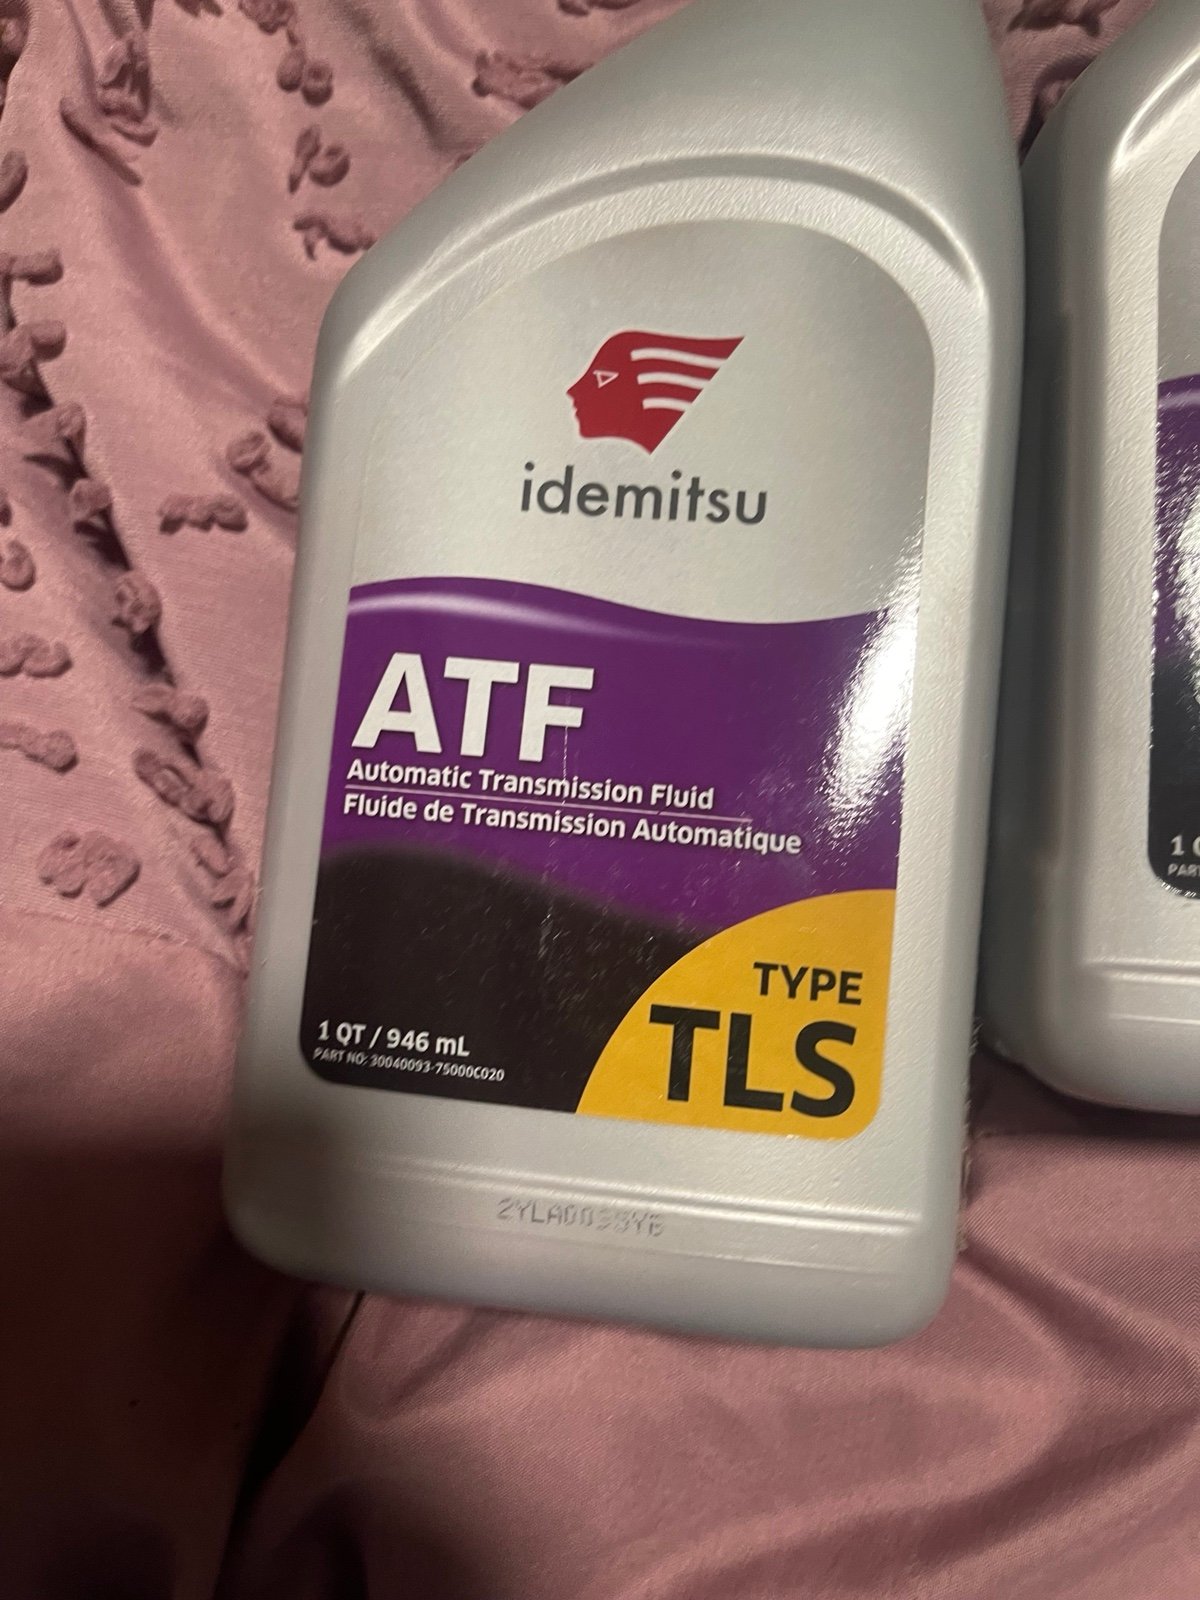 idemitsu
ATF
Automatic Transmission Fluid
Fluide de Transmission Automatique
TYPE
TLS
1 QT / 946 mL
PART NO: 30040093-75000C020